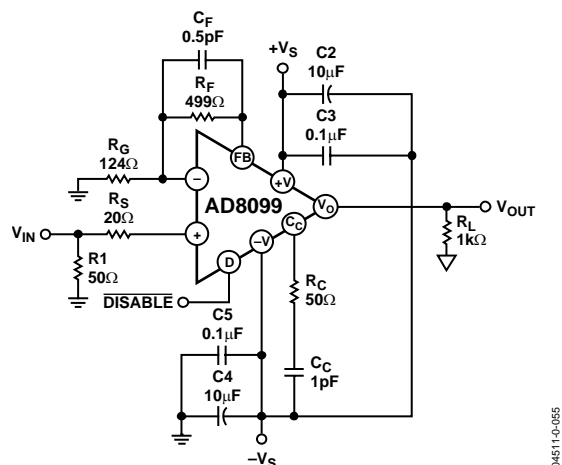 CF
0.5pF
RF
499Ω
+VS
C2
10µF
C3
0.1µF
RG
124Ω
FB
+V
−
AD8099
VO
VOUT
RS
20Ω
VIN
+
CC
RL
1kΩ
R1
50Ω
−V
D
RC
50Ω
DISABLE
C5
0.1µF
CC
1pF
C4
10µF
−VS
04511-0-055